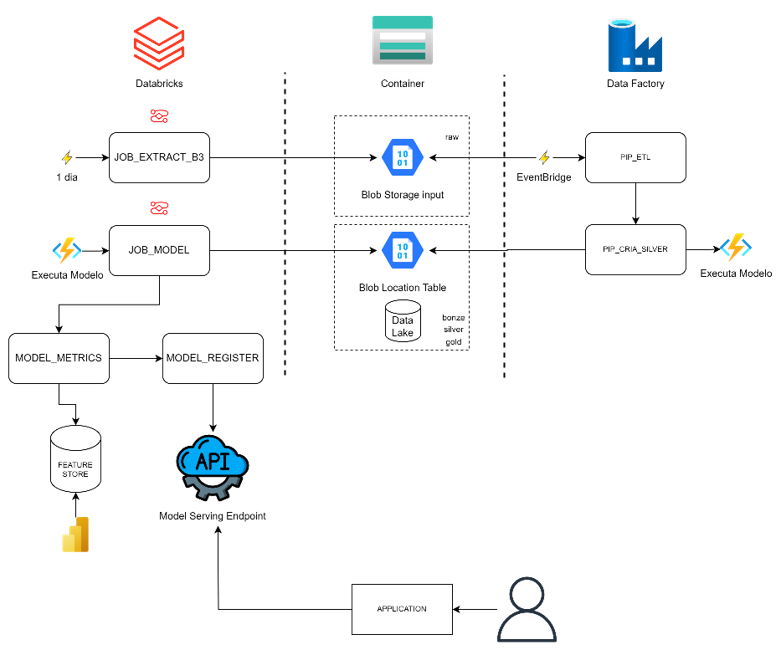 Databricks
Container
Data Factory
JOB_EXTRACT_B3
1 dia
raw
10
01
Blob Storage input
EventBridge
PIP_ETL
JOB_MODEL
Executa Modelo
10
01
Blob Location Table
Data
Lake
bonze
silver
gold
PIP_CRIA_SILVER
Executa Modelo
MODEL_METRICS
MODEL_REGISTER
FEATURE
STORE
API
Model Serving Endpoint
APPLICATION